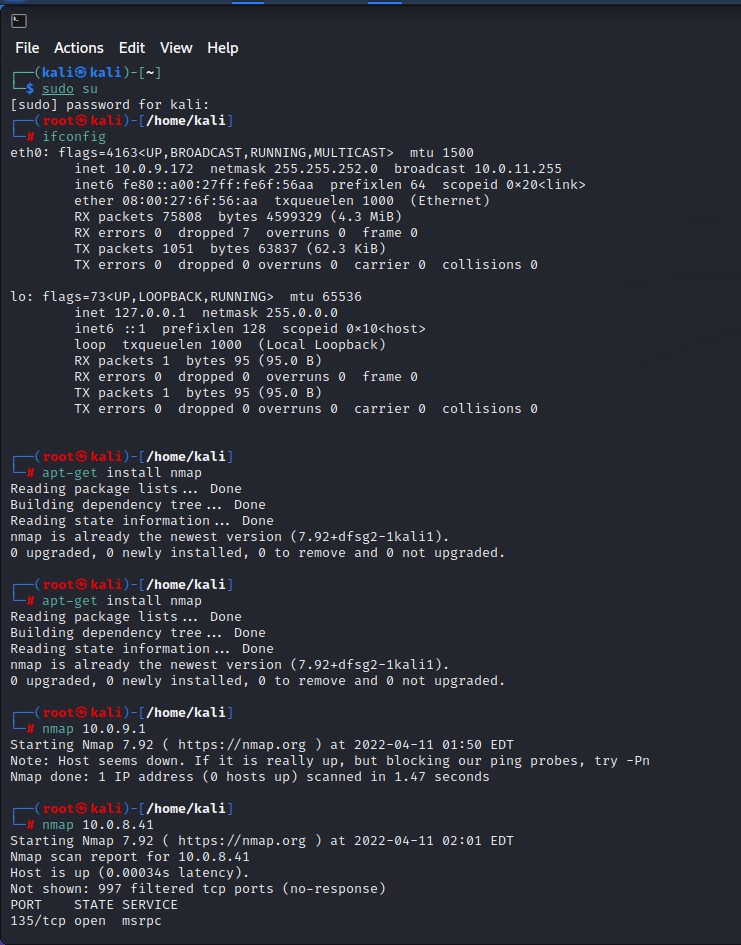 File Actions Edit View Help
┌──(kali㉿kali)-[~]
└─$ sudo su
[sudo] password for kali:
┌──(root㉿kali)-[/home/kali]
└─# ifconfig
eth0: flags=4163<UP,BROADCAST,RUNNING,MULTICAST>  mtu 1500
        inet 10.0.9.172  netmask 255.255.252.0  broadcast 10.0.11.255
        inet6 fe80::a00:27ff:fe6f:56aa  prefixlen 64  scopeid 0×20<link>
        ether 08:00:27:6f:56:aa  txqueuelen 1000  (Ethernet)
        RX packets 75808  bytes 4599329 (4.3 MiB)
        RX errors 0  dropped 7  overruns 0  frame 0
        TX packets 1051  bytes 63837 (62.3 KiB)
        TX errors 0  dropped 0 overruns 0  carrier 0  collisions 0
lo: flags=73<UP,LOOPBACK,RUNNING>  mtu 65536
        inet 127.0.0.1  netmask 255.0.0.0
        inet6 ::1  prefixlen 128  scopeid 0×10<host>
        loop  txqueuelen 1000  (Local Loopback)
        RX packets 1  bytes 95 (95.0 B)
        RX errors 0  dropped 0  overruns 0  frame 0
        TX packets 1  bytes 95 (95.0 B)
        TX errors 0  dropped 0 overruns 0  carrier 0  collisions 0
┌──(root㉿kali)-[/home/kali]
└─# apt-get install nmap
Reading package lists... Done
Building dependency tree... Done
Reading state information... Done
nmap is already the newest version (7.92+dfsg2-1kali1).
0 upgraded, 0 newly installed, 0 to remove and 0 not upgraded.
┌──(root㉿kali)-[/home/kali]
└─# apt-get install nmap
Reading package lists... Done
Building dependency tree... Done
Reading state information... Done
nmap is already the newest version (7.92+dfsg2-1kali1).
0 upgraded, 0 newly installed, 0 to remove and 0 not upgraded.
┌──(root㉿kali)-[/home/kali]
└─# nmap 10.0.9.1
Starting Nmap 7.92 ( https://nmap.org ) at 2022-04-11 01:50 EDT
Note: Host seems down. If it is really up, but blocking our ping probes, try -Pn
Nmap done: 1 IP address (0 hosts up) scanned in 1.47 seconds
┌──(root㉿kali)-[/home/kali]
└─# nmap 10.0.8.41
Starting Nmap 7.92 ( https://nmap.org ) at 2022-04-11 02:01 EDT
Nmap scan report for 10.0.8.41
Host is up (0.00034s latency).
Not shown: 997 filtered tcp ports (no-response)
PORT    STATE SERVICE
135/tcp open  msrpc